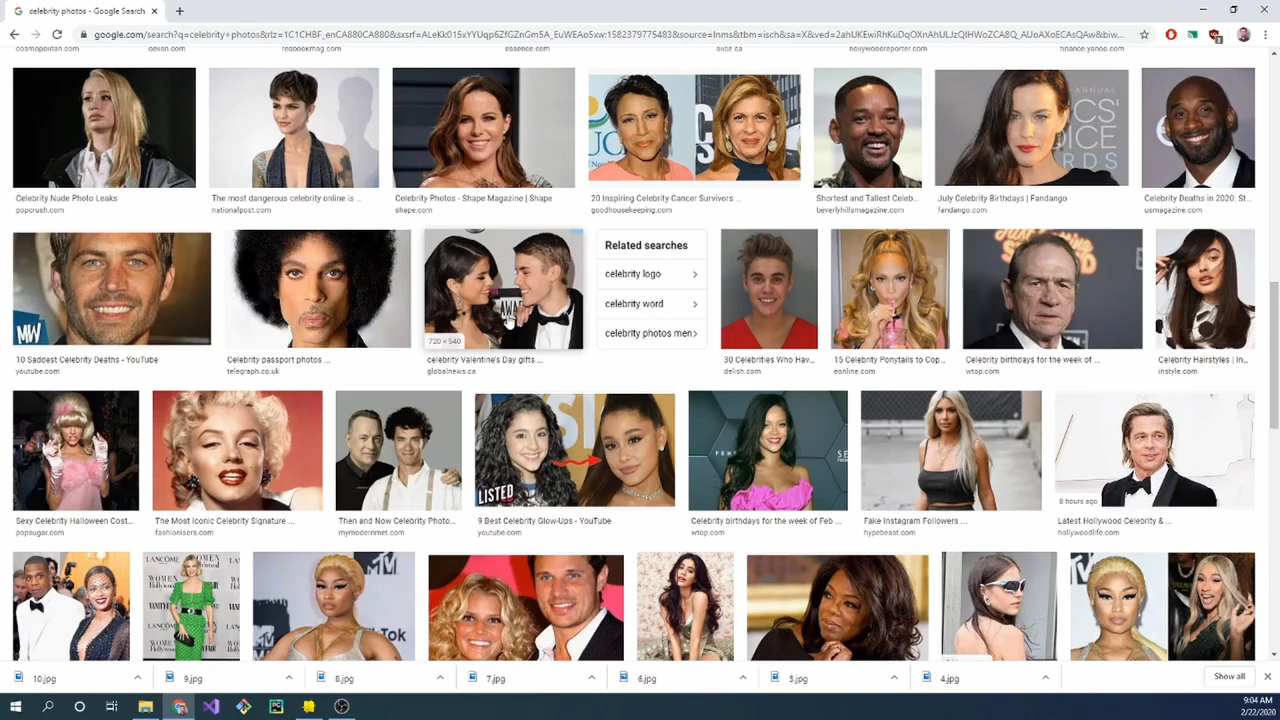 celebrity photos - Google Search
google.com/search?q=celebrity+photos&rlz=1C1CHBF_enCA880CA880&sxsrf=
cosmopolitan.com
delish.com
redbookmag.com
essence.com
slice.ca
hollywoodreporter.com
finance.yahoo.com
Celebrity Nude Photo Leaks
popcrush.com
The most dangerous celebrity online is ...
nationalpost.com
Celebrity Photos - Shape Magazine | Shape
shape.com
20 Inspiring Celebrity Cancer Survivors ...
goodhousekeeping.com
Shortest and Tallest Celeb...
beverlyhillsmagazine.com
July Celebrity Birthdays | Fandango
fandango.com
Celebrity Deaths in 2020: St...
usmagazine.com
MW
10 Saddest Celebrity Deaths - YouTube
youtube.com
Celebrity passport photos ...
telegraph.co.uk
720 × 540
celebrity Valentine's Day gifts ...
globalnews.ca
Related searches
celebrity logo
celebrity word
celebrity photos men
30 Celebrities Who Hav...
delish.com
15 Celebrity Ponytails to Cop...
eonline.com
Celebrity birthdays for the week of ...
wtop.com
Celebrity Hairstyles | In...
instyle.com
Sexy Celebrity Halloween Cost...
popsugar.com
The Most Iconic Celebrity Signature ...
fashionisers.com
Then and Now Celebrity Photo...
mymodernmet.com
LISTED
9 Best Celebrity Glow-Ups - YouTube
youtube.com
Celebrity birthdays for the week of Feb ...
wtop.com
Fake Instagram Followers ...
hypebeast.com
8 hours ago
Latest Hollywood Celebrity & ...
hollywoodlife.com
10.jpg
9.jpg
8.jpg
7.jpg
6.jpg
5.jpg
4.jpg
Show all
9:04 AM
2/22/2020